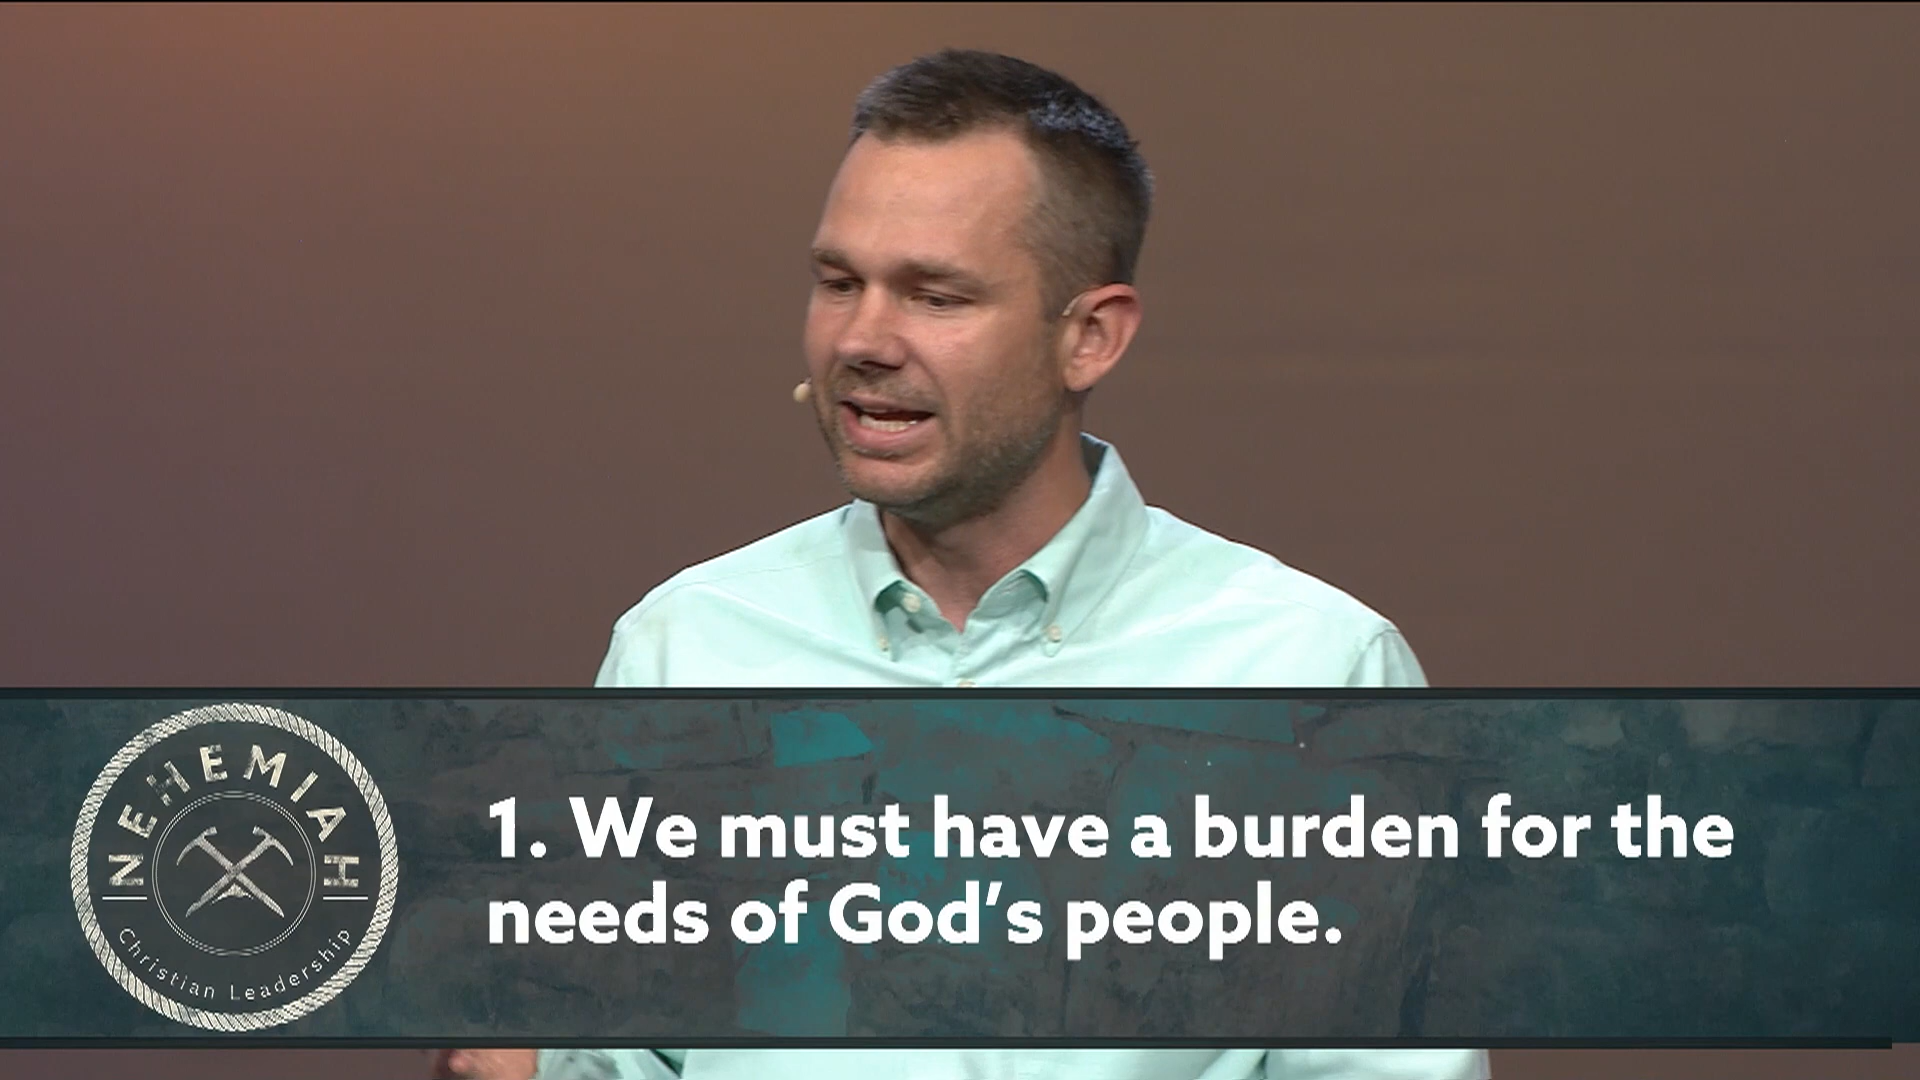 NEHEMIAH
Christian Leadership
1. We must have a burden for the
needs of God's people.